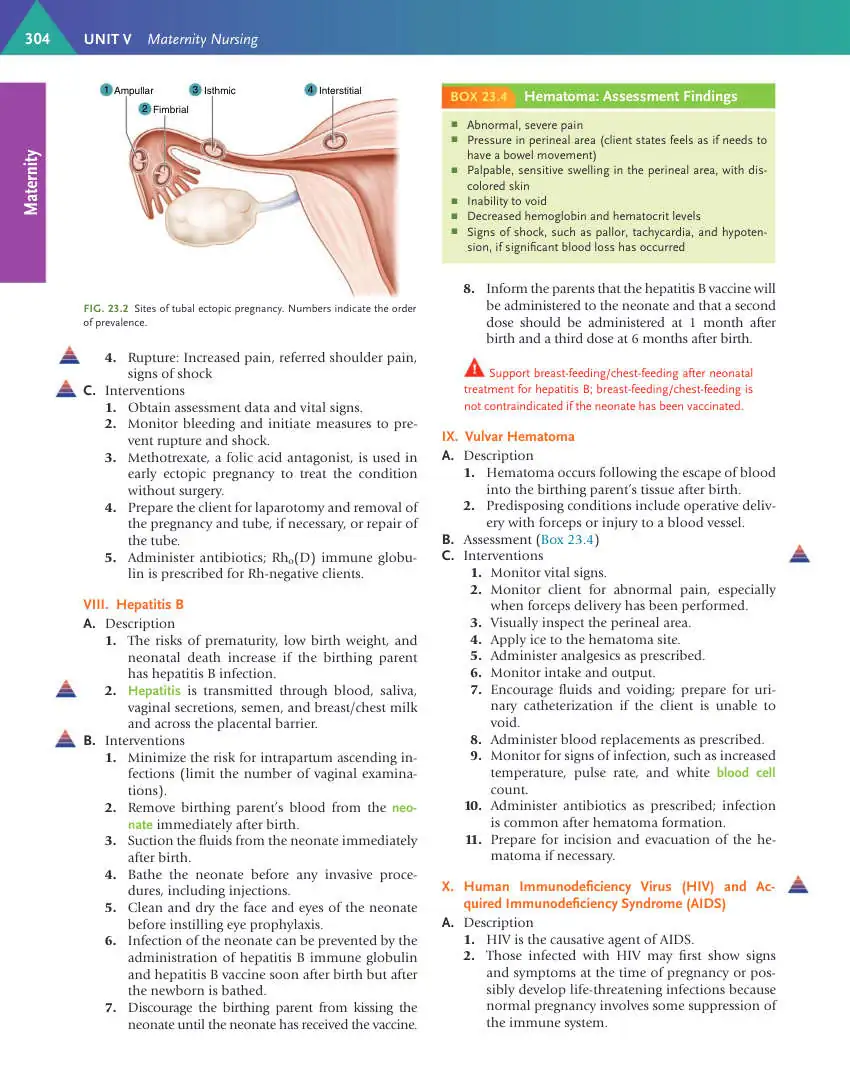 304 UNIT V Maternity Nursing
Maternity
1 Ampullar
2 Fimbrial
3 Isthmic
4 Interstitial
FIG. 23.2 Sites of tubal ectopic pregnancy. Numbers indicate the order
of prevalence.
4. Rupture: Increased pain, referred shoulder pain,
signs of shock
C. Interventions
1. Obtain assessment data and vital signs.
2. Monitor bleeding and initiate measures to pre-
vent rupture and shock.
3. Methotrexate, a folic acid antagonist, is used in
early ectopic pregnancy to treat the condition
without surgery.
4. Prepare the client for laparotomy and removal of
the pregnancy and tube, if necessary, or repair of
the tube.
5. Administer antibiotics; Rho(D) immune globu-
lin is prescribed for Rh-negative clients.
VIII. Hepatitis B
A. Description
1. The risks of prematurity, low birth weight, and
neonatal death increase if the birthing parent
has hepatitis B infection.
2. Hepatitis is transmitted through blood, saliva,
vaginal secretions, semen, and breast/chest milk
and across the placental barrier.
B. Interventions
1. Minimize the risk for intrapartum ascending in-
fections (limit the number of vaginal examina-
tions).
2. Remove birthing parent's blood from the neo-
nate immediately after birth.
3. Suction the fluids from the neonate immediately
after birth.
4. Bathe the neonate before any invasive proce-
dures, including injections.
5. Clean and dry the face and eyes of the neonate
before instilling eye prophylaxis.
6. Infection of the neonate can be prevented by the
administration of hepatitis B immune globulin
and hepatitis B vaccine soon after birth but after
the newborn is bathed.
7. Discourage the birthing parent from kissing the
neonate until the neonate has received the vaccine.
BOX 23.4 Hematoma: Assessment Findings
■ Abnormal, severe pain
■ Pressure in perineal area (client states feels as if needs to
have a bowel movement)
■ Palpable, sensitive swelling in the perineal area, with dis-
colored skin
■ Inability to void
■ Decreased hemoglobin and hematocrit levels
■ Signs of shock, such as pallor, tachycardia, and hypoten-
sion, if significant blood loss has occurred
8. Inform the parents that the hepatitis B vaccine will
be administered to the neonate and that a second
dose should be administered at 1 month after
birth and a third dose at 6 months after birth.
Support breast-feeding/chest-feeding after neonatal
treatment for hepatitis B; breast-feeding/chest-feeding is
not contraindicated if the neonate has been vaccinated.
IX. Vulvar Hematoma
A. Description
1. Hematoma occurs following the escape of blood
into the birthing parent's tissue after birth.
2. Predisposing conditions include operative deliv-
ery with forceps or injury to a blood vessel.
B. Assessment (Box 23.4)
C. Interventions
1. Monitor vital signs.
2. Monitor client for abnormal pain, especially
when forceps delivery has been performed.
3. Visually inspect the perineal area.
4. Apply ice to the hematoma site.
5. Administer analgesics as prescribed.
6. Monitor intake and output.
7. Encourage fluids and voiding; prepare for uri-
nary catheterization if the client is unable to
void.
8. Administer blood replacements as prescribed.
9. Monitor for signs of infection, such as increased
temperature, pulse rate, and white blood cell
count.
10. Administer antibiotics as prescribed; infection
is common after hematoma formation.
11. Prepare for incision and evacuation of the he-
matoma if necessary.
X. Human Immunodeficiency Virus (HIV) and Ac-
quired Immunodeficiency Syndrome (AIDS)
A. Description
1. HIV is the causative agent of AIDS.
2. Those infected with HIV may first show signs
and symptoms at the time of pregnancy or pos-
sibly develop life-threatening infections because
normal pregnancy involves some suppression of
the immune system.